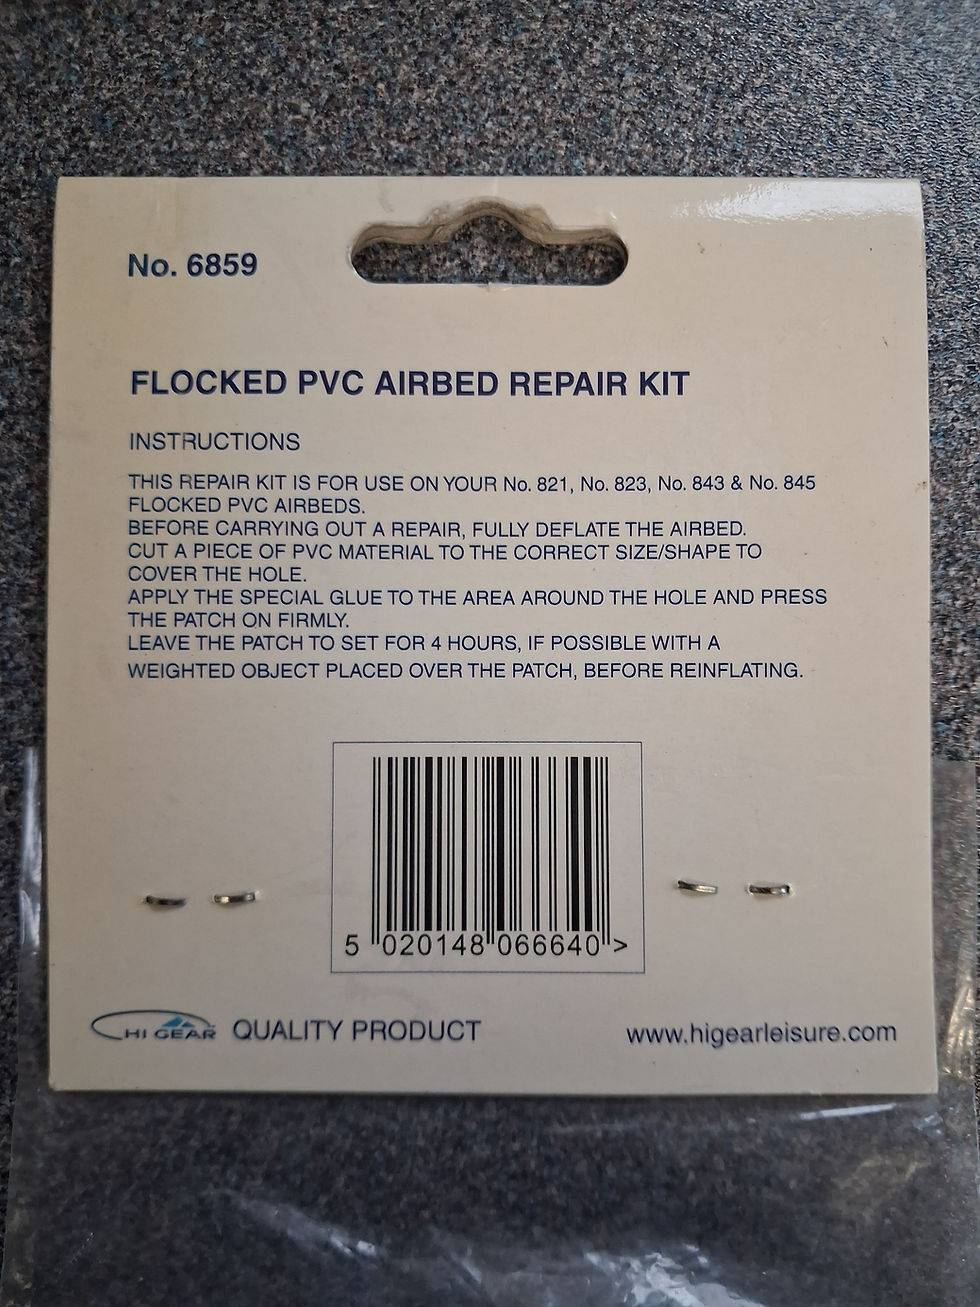 No. 6859
FLOCKED PVC AIRBED REPAIR KIT
INSTRUCTIONS
THIS REPAIR KIT IS FOR USE ON YOUR No. 821, No. 823, No. 843 & No. 845
FLOCKED PVC AIRBEDS.
BEFORE CARRYING OUT A REPAIR, FULLY DEFLATE THE AIRBED.
CUT A PIECE OF PVC MATERIAL TO THE CORRECT SIZE/SHAPE TO
COVER THE HOLE.
APPLY THE SPECIAL GLUE TO THE AREA AROUND THE HOLE AND PRESS
THE PATCH ON FIRMLY.
LEAVE THE PATCH TO SET FOR 4 HOURS, IF POSSIBLE WITH A
WEIGHTED OBJECT PLACED OVER THE PATCH, BEFORE REINFLATING.
5 020148 066640 >
HI GEAR QUALITY PRODUCT www.higearleisure.com